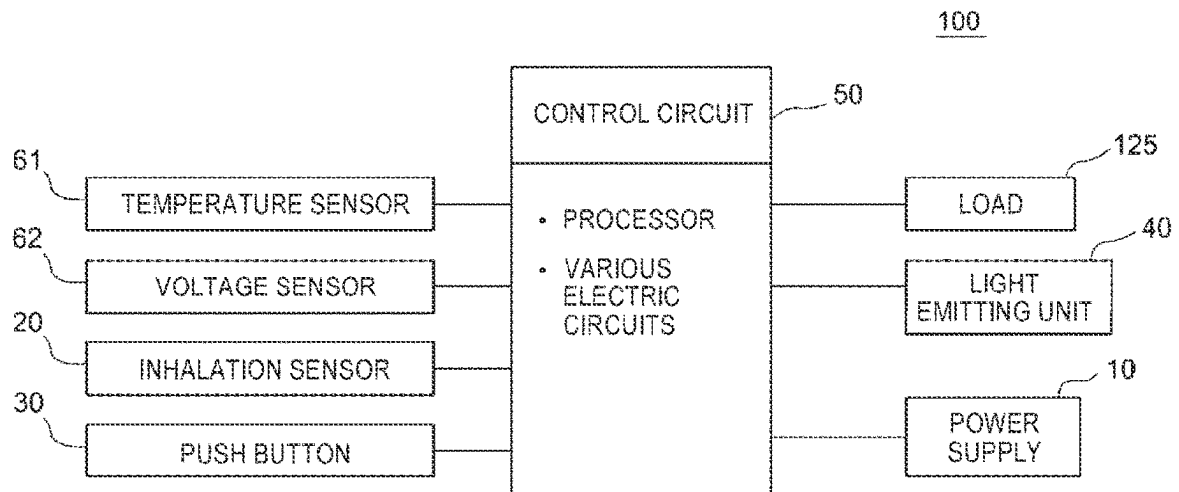 100
CONTROL CIRCUIT
50
61
TEMPERATURE SENSOR
62
VOLTAGE SENSOR
20
INHALATION SENSOR
30
PUSH BUTTON
• PROCESSOR
• VARIOUS
ELECTRIC
CIRCUITS
125
LOAD
40
LIGHT
EMITTING UNIT
10
POWER
SUPPLY